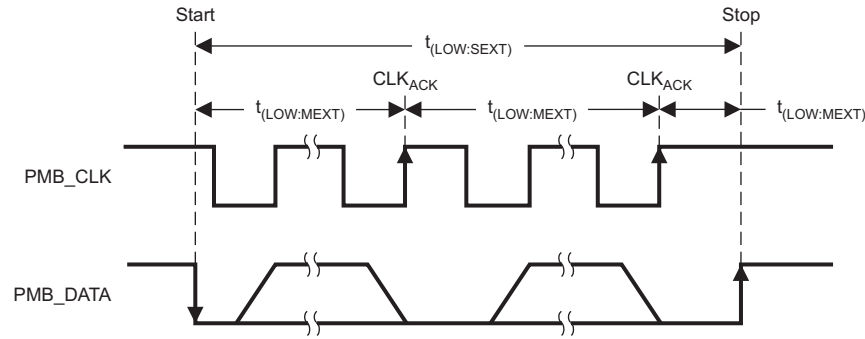 Start Stop
t(LOW:SEXT)
CLKACK CLKACK
t(LOW:MEXT) t(LOW:MEXT) t(LOW:MEXT)
PMB_CLK
PMB_DATA